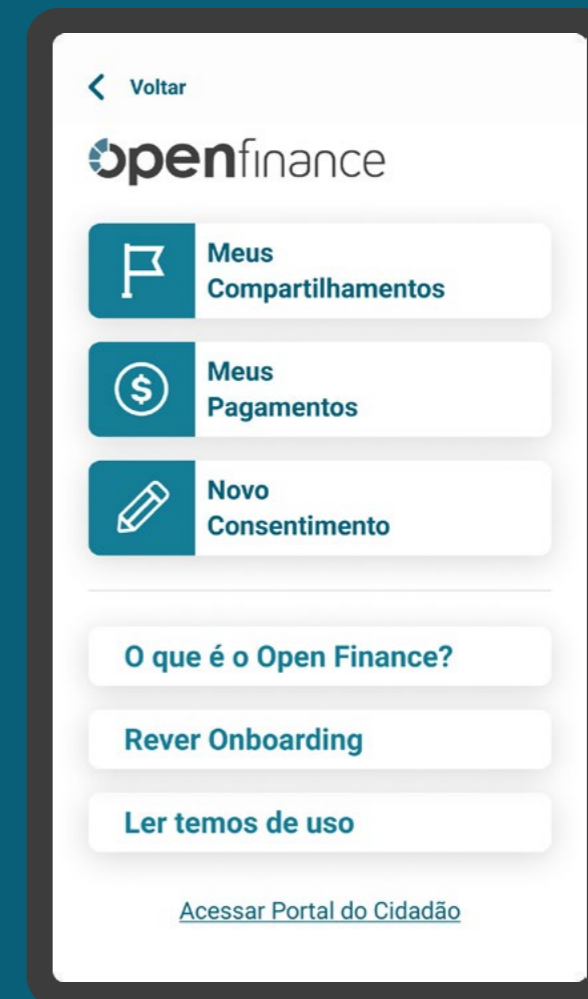 Voltar
openfinance
Meus
Compartilhamentos
Meus
Pagamentos
Novo
Consentimento
O que é o Open Finance?
Rever Onboarding
Ler temos de uso
Acessar Portal do Cidadão